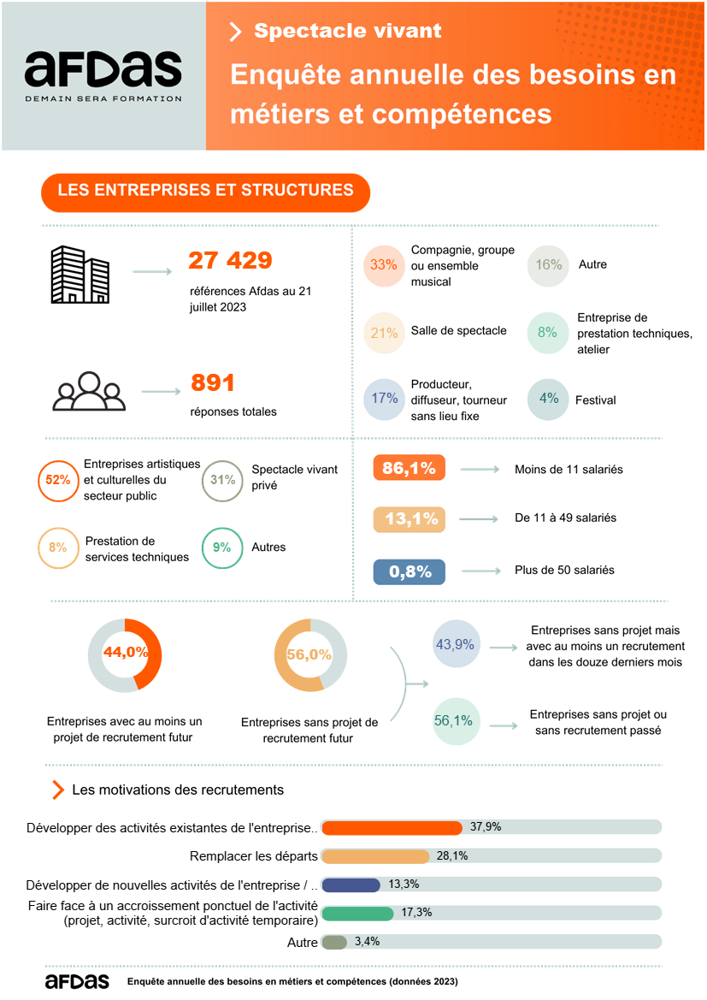 aFDas
DEMAIN SERA FORMATION
Spectacle vivant
Enquête annuelle des besoins en
métiers et compétences
LES ENTREPRISES ET STRUCTURES
27 429
références Afdas au 21
juillet 2023
891
réponses totales
33%
Compagnie, groupe
ou ensemble
musical
16%
Autre
21%
Salle de spectacle
8%
Entreprise de
prestation techniques,
atelier
17%
Producteur,
diffuseur, tourneur
sans lieu fixe
4%
Festival
52%
Entreprises artistiques
et culturelles du
secteur public
31%
Spectacle vivant
privé
8%
Prestation de
services techniques
9%
Autres
86,1%
Moins de 11 salariés
13,1%
De 11 à 49 salariés
0,8%
Plus de 50 salariés
44,0%
Entreprises avec au moins un
projet de recrutement futur
56,0%
Entreprises sans projet de
recrutement futur
43,9%
Entreprises sans projet mais
avec au moins un recrutement
dans les douze derniers mois
56,1%
Entreprises sans projet ou
sans recrutement passé
Les motivations des recrutements
Développer des activités existantes de l'entreprise.. 37,9%
Remplacer les départs 28,1%
Développer de nouvelles activités de l'entreprise / .. 13,3%
Faire face à un accroissement ponctuel de l'activité
(projet, activité, surcroit d'activité temporaire) 17,3%
Autre 3,4%
aFDas Enquête annuelle des besoins en métiers et compétences (données 2023)